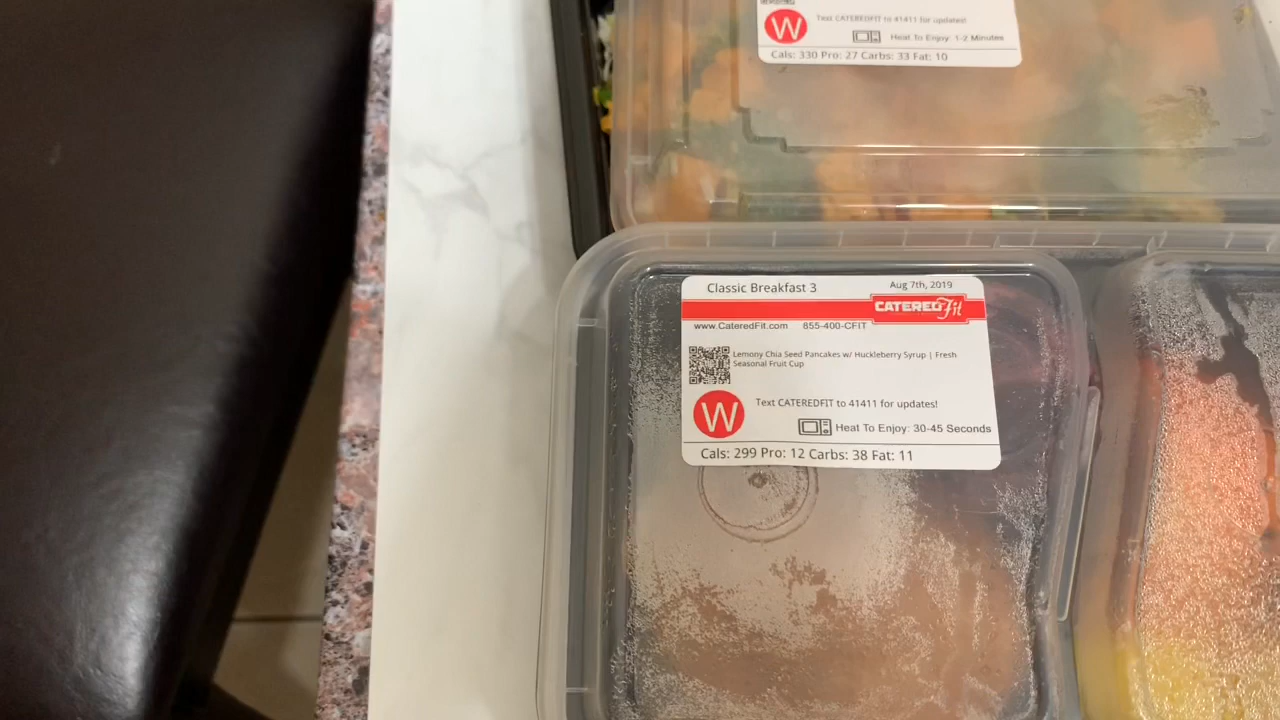 W
Text CATEREDFIT to 41411 for updates!
Heat To Enjoy: 1-2 Minutes
Cals: 330 Pro: 27 Carbs: 33 Fat: 10
Classic Breakfast 3
Aug 7th, 2019
CATERED Fit
www.CateredFit.com 855-400-CFIT
Lemony Chia Seed Pancakes w/ Huckleberry Syrup | Fresh
Seasonal Fruit Cup
W
Text CATEREDFIT to 41411 for updates!
Heat To Enjoy: 30-45 Seconds
Cals: 299 Pro: 12 Carbs: 38 Fat: 11